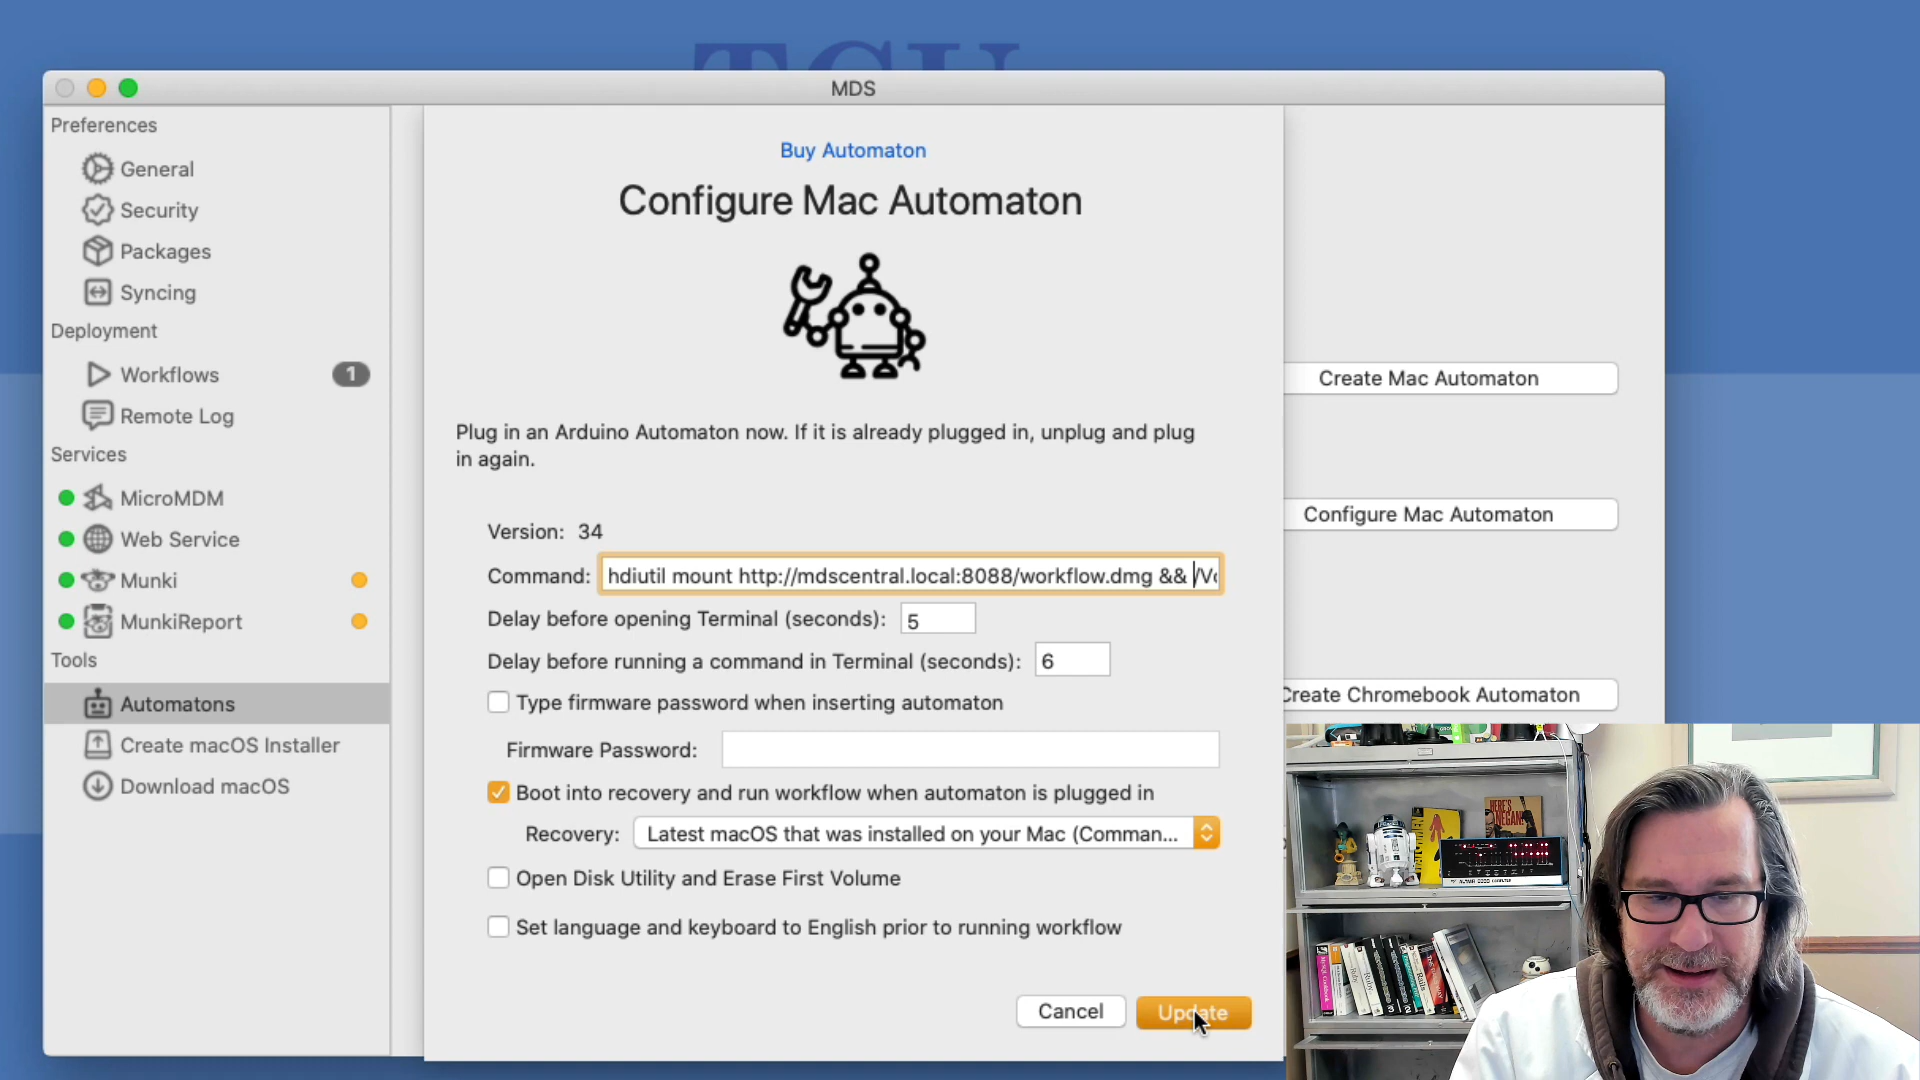 TCU
MDS
Preferences
General
Security
Packages
Syncing
Deployment
Workflows 1
Remote Log
Services
MicroMDM
Web Service
Munki
MunkiReport
Tools
Automatons
Create macOS Installer
Download macOS
Buy Automaton
Configure Mac Automaton
Plug in an Arduino Automaton now. If it is already plugged in, unplug and plug
in again.
Version: 34
Command: hdiutil mount http://mdscentral.local:8088/workflow.dmg && /Vo
Delay before opening Terminal (seconds): 5
Delay before running a command in Terminal (seconds): 6
Type firmware password when inserting automaton
Firmware Password:
Boot into recovery and run workflow when automaton is plugged in
Recovery: Latest macOS that was installed on your Mac (Comman...
Open Disk Utility and Erase First Volume
Set language and keyboard to English prior to running workflow
Cancel
Update
Create Mac Automaton
Configure Mac Automaton
Create Chromebook Automaton
HERE'S
NEGAN!